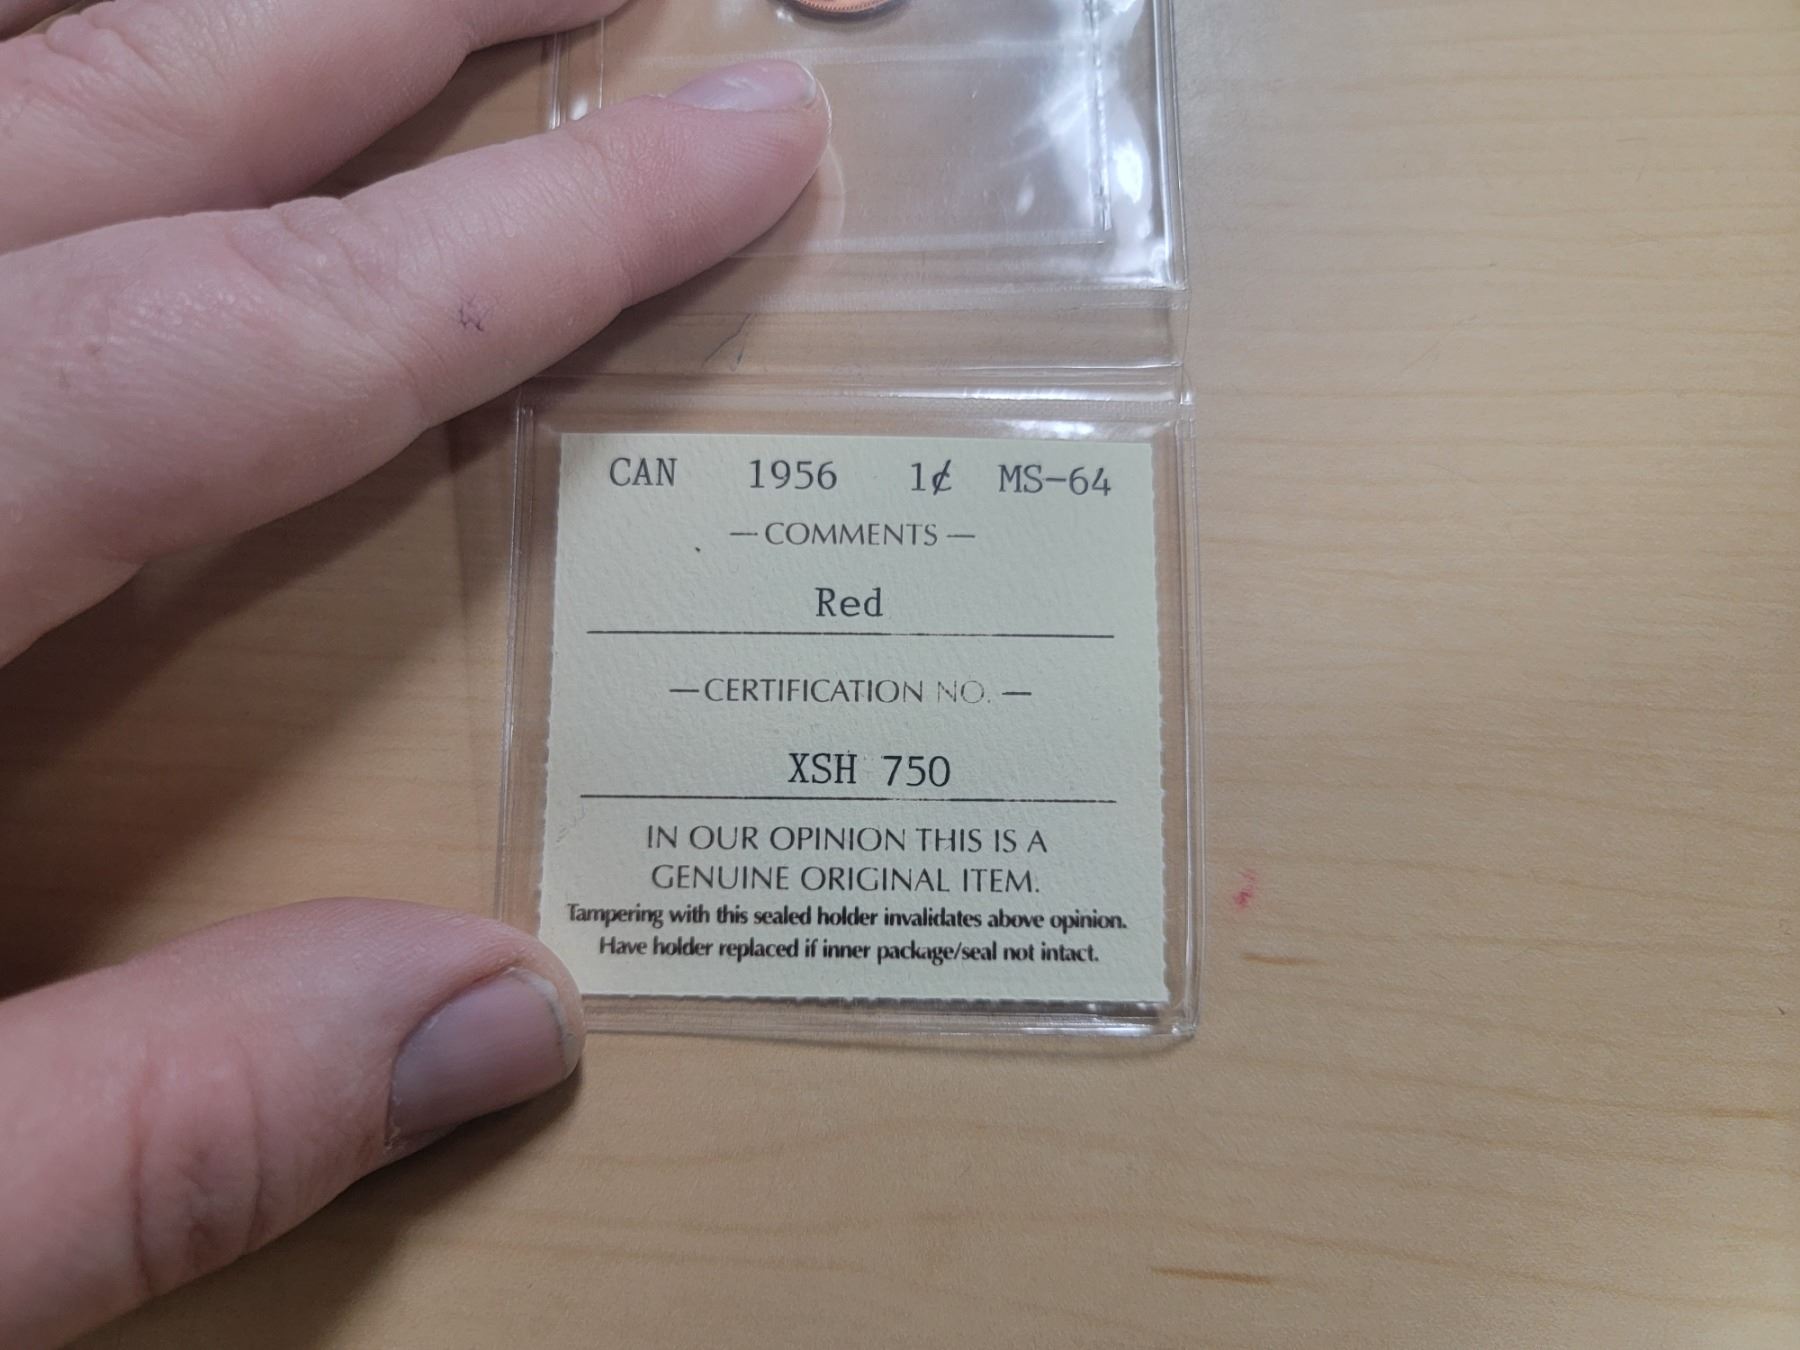 CAN 1956 1¢ MS-64
— COMMENTS —
Red
— CERTIFICATION NO. —
XSH 750
IN OUR OPINION THIS IS A
GENUINE ORIGINAL ITEM.
Tampering with this sealed holder invalidates above opinion.
Have holder replaced if inner package/seal not intact.